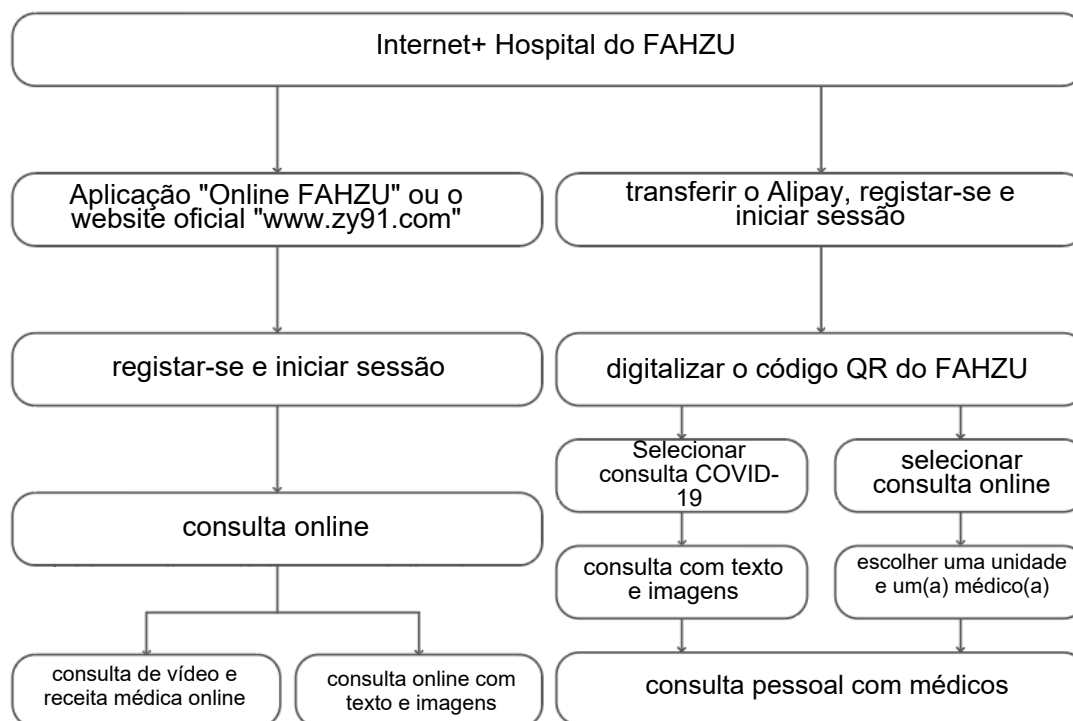 Internet+ Hospital do FAHZU
Aplicação "Online FAHZU" ou o
website oficial "www.zy91.com"
transferir o Alipay, registar-se e
iniciar sessão
registar-se e iniciar sessão
digitalizar o código QR do FAHZU
Selecionar
consulta COVID-
19
selecionar
consulta online
consulta online
consulta com texto
e imagens
escolher uma unidade
e um(a) médico(a)
consulta de vídeo e
receita médica online
consulta online com
texto e imagens
consulta pessoal com médicos